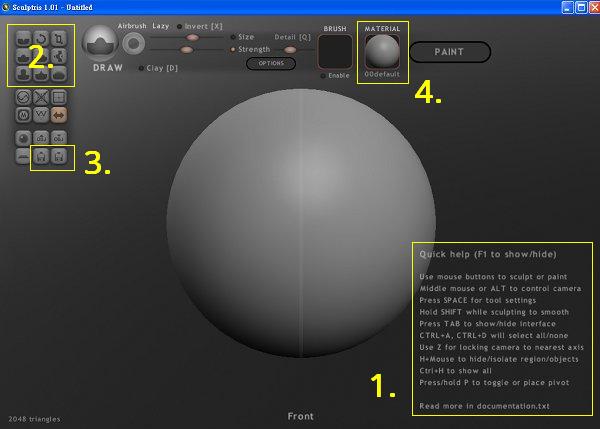 Sculptris 1.01 - Untitled
Airbrush Lazy Invert [X]
BRUSH
MATERIAL
2.
Size
Detail [Q]
Strength
PAINT
DRAW
Clay [D]
OPTIONS
Enable
00default
4.
3.
Quick help (F1 to show/hide)
Use mouse buttons to sculpt or paint
Middle mouse or ALT to control camera
Press SPACE for tool settings
Hold SHIFT while sculpting to smooth
Press TAB to show/hide interface
CTRL+A, CTRL+D will select all/none
Use Z for locking camera to nearest axis
H+Mouse to hide/isolate region/objects
Ctrl+H to show all
Press/hold P to toggle or place pivot
1.
Read more in documentation.txt
2048 triangles
Front